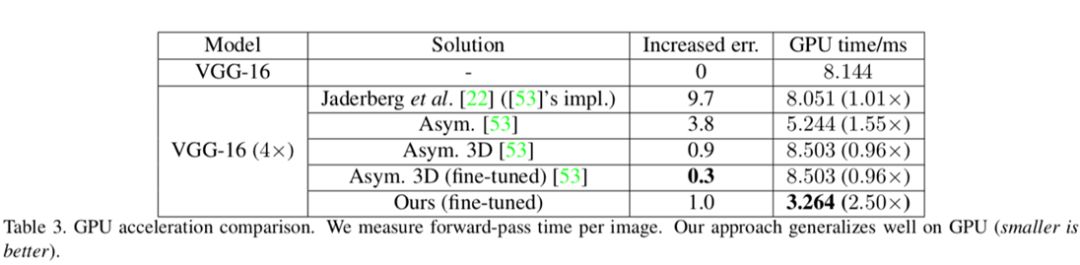 Model Solution Increased err. GPU time/ms
VGG-16 - 0 8.144
Jaderberg et al. [22] ([53]'s impl.) 9.7 8.051 (1.01×)
Asym. [53] 3.8 5.244 (1.55×)
VGG-16 (4×) Asym. 3D [53] 0.9 8.503 (0.96×)
Asym. 3D (fine-tuned) [53] 0.3 8.503 (0.96×)
Ours (fine-tuned) 1.0 3.264 (2.50×)
Table 3. GPU acceleration comparison. We measure forward-pass time per image. Our approach generalizes well on GPU (smaller is
better).